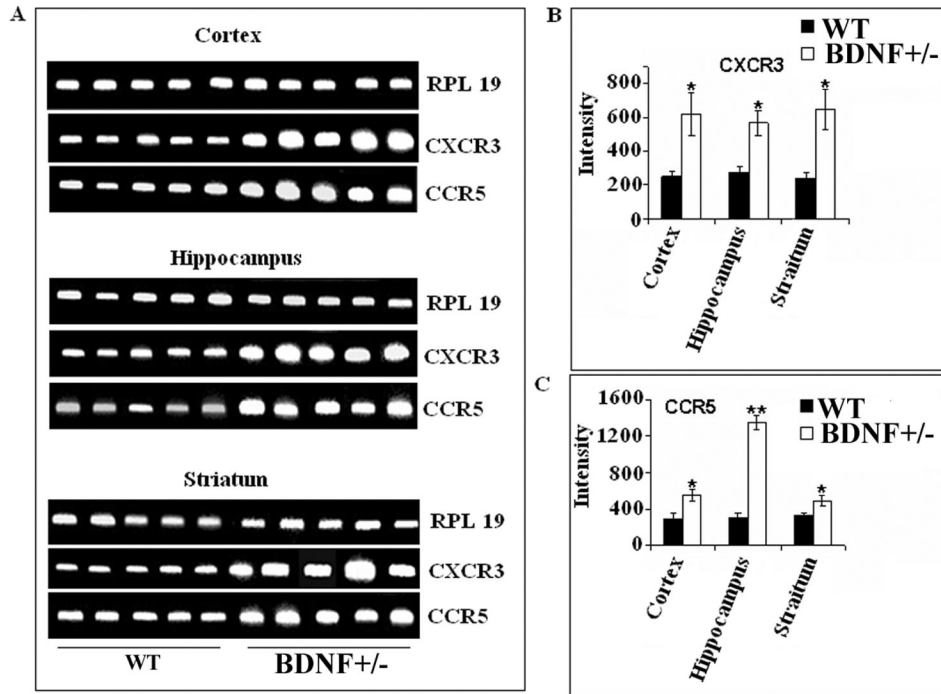 A
Cortex
RPL 19
CXCR3
CCR5
Hippocampus
RPL 19
CXCR3
CCR5
Striatum
RPL 19
CXCR3
CCR5
WT
BDNF+/-
B
WT
BDNF+/-
CXCR3
Intensity
800
600
400
200
0
* * *
Cortex
Hippocampus
Straitum
C
WT
BDNF+/-
CCR5
Intensity
1600
1200
800
400
0
* ** *
Cortex
Hippocampus
Straitum